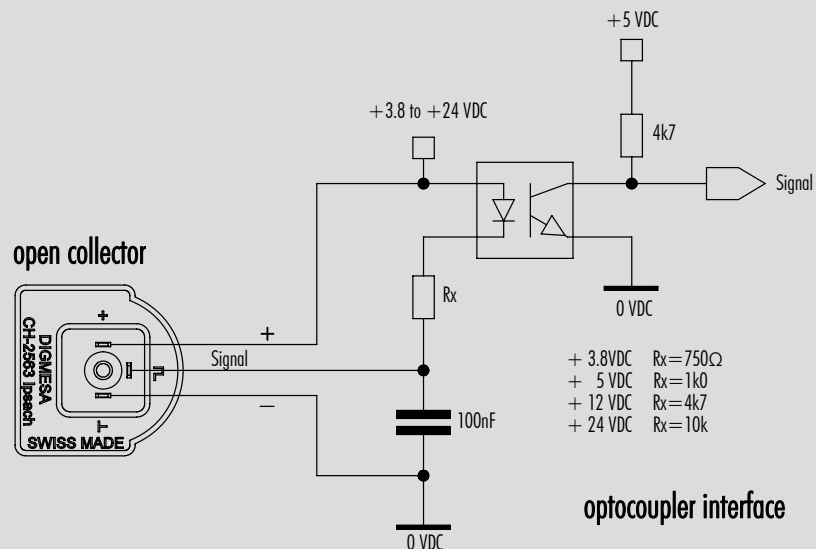 +5 VDC
+3.8 to +24 VDC
4k7
Signal
open collector
Rx
0 VDC
+
DIGMESA
CH-2563 Ipsach
SWISS MADE
+
Signal
–
+ 3.8VDC Rx=750Ω
+ 5 VDC Rx=1k0
+ 12 VDC Rx=4k7
+ 24 VDC Rx=10k
100nF
optocoupler interface
0 VDC